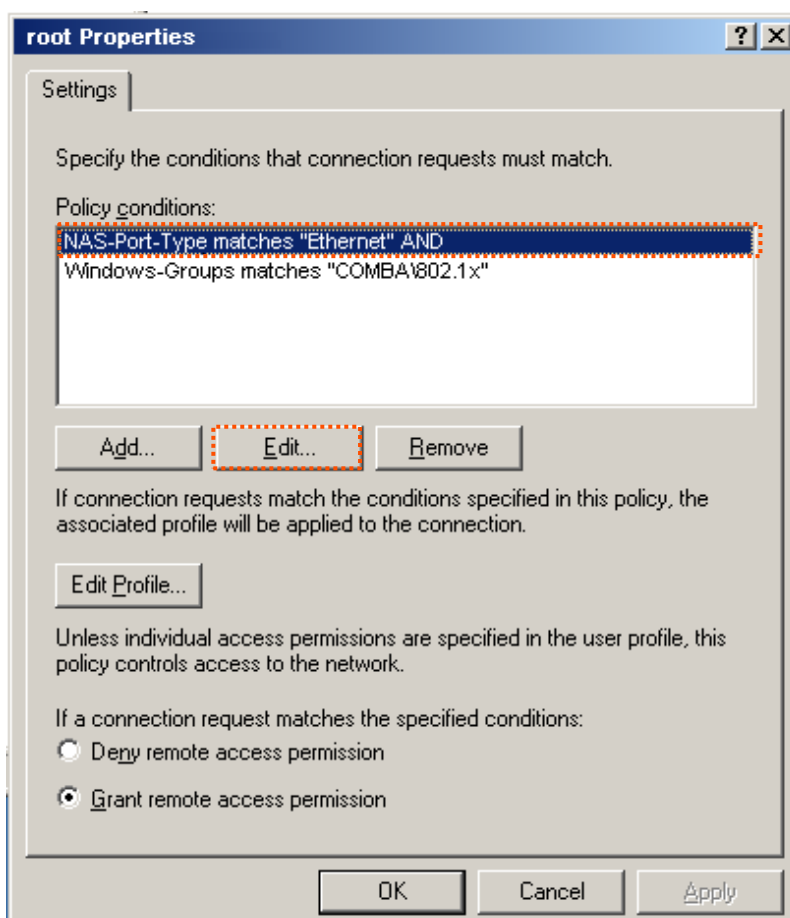 root Properties
? X
Settings
Specify the conditions that connection requests must match.
Policy conditions:
NAS-Port-Type matches "Ethernet" AND
Windows-Groups matches "COMBA\802.1x"
Add... Edit... Remove
If connection requests match the conditions specified in this policy, the
associated profile will be applied to the connection.
Edit Profile...
Unless individual access permissions are specified in the user profile, this
policy controls access to the network.
If a connection request matches the specified conditions:
Deny remote access permission
Grant remote access permission
OK Cancel Apply